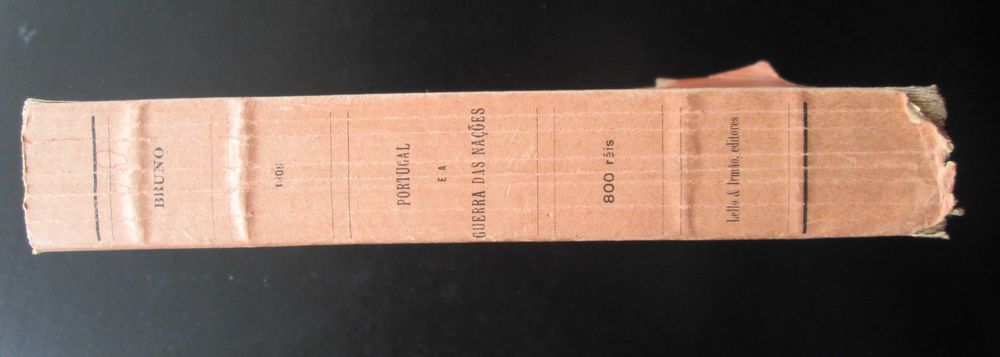 BRUNO
1906
PORTUGAL
E A
GUERRA DAS NAÇÕES
800 réis
Lello & Irmão, editores